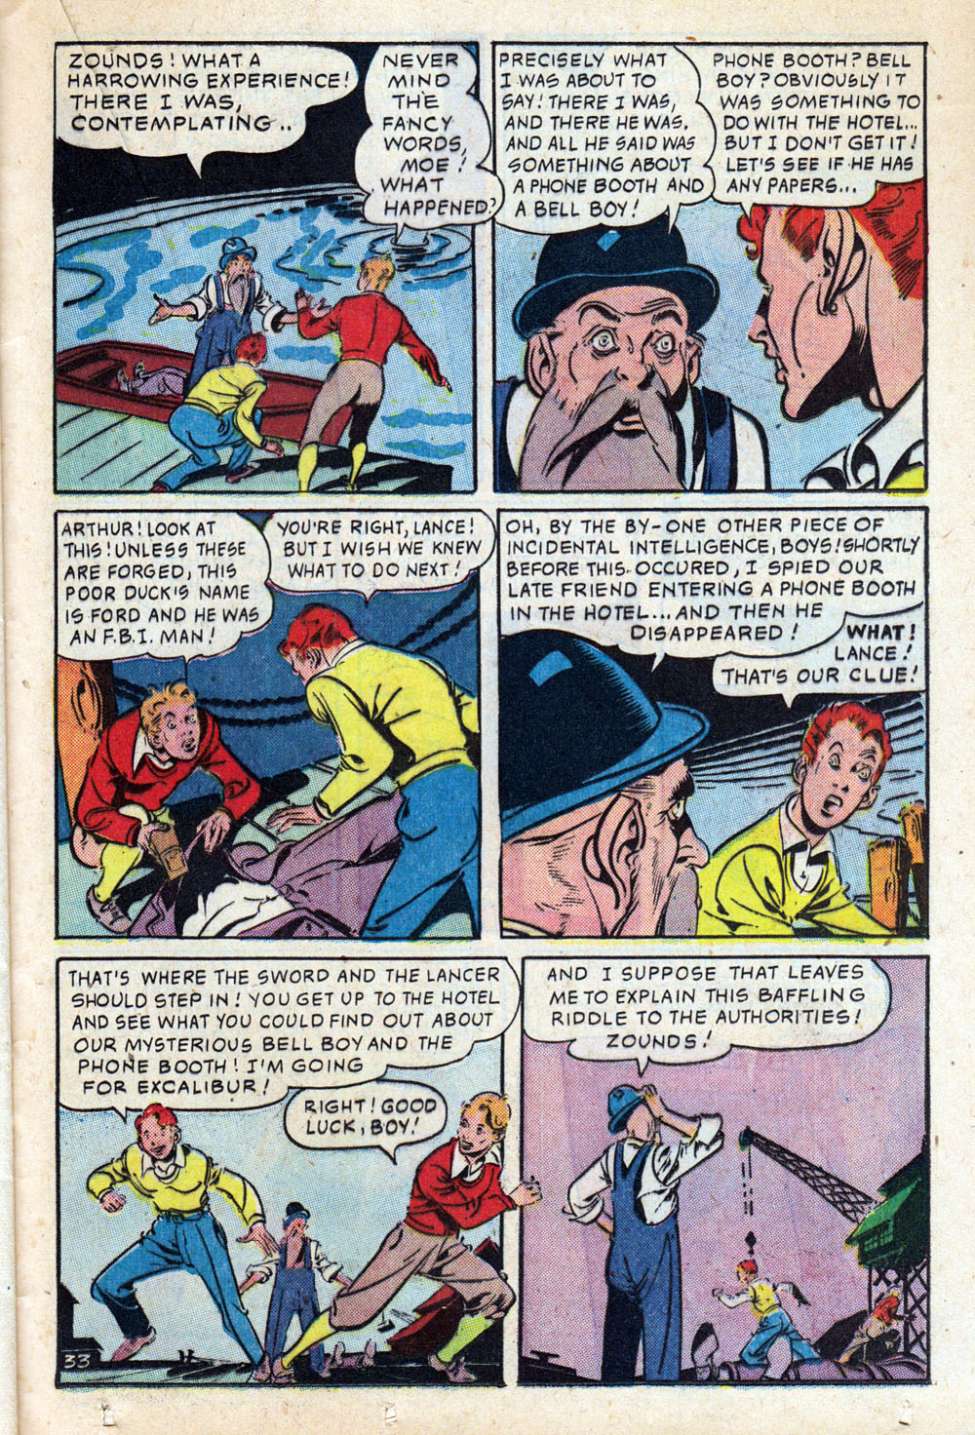 ZOUNDS! WHAT A
HARROWING EXPERIENCE!
THERE I WAS,
CONTEMPLATING..
NEVER
MIND
THE
FANCY
WORDS,
MOE!
WHAT
HAPPENED?
PRECISELY WHAT
I WAS ABOUT TO
SAY! THERE I WAS,
AND THERE HE WAS.
AND ALL HE SAID WAS
SOMETHING ABOUT
A PHONE BOOTH AND
A BELL BOY!
PHONE BOOTH? BELL
BOY? OBVIOUSLY IT
WAS SOMETHING TO
DO WITH THE HOTEL...
BUT I DON'T GET IT!
LET'S SEE IF HE HAS
ANY PAPERS...
ARTHUR! LOOK AT
THIS! UNLESS THESE
ARE FORGED, THIS
POOR DUCK'S NAME
IS FORD AND HE WAS
AN F.B.I. MAN!
YOU'RE RIGHT, LANCE!
BUT I WISH WE KNEW
WHAT TO DO NEXT!
OH, BY THE BY-ONE OTHER PIECE OF
INCIDENTAL INTELLIGENCE, BOYS! SHORTLY
BEFORE THIS OCCURED, I SPIED OUR
LATE FRIEND ENTERING A PHONE BOOTH
IN THE HOTEL...AND THEN HE
DISAPPEARED!
WHAT!
LANCE!
THAT'S OUR CLUE!
THAT'S WHERE THE SWORD AND THE LANCER
SHOULD STEP IN! YOU GET UP TO THE HOTEL
AND SEE WHAT YOU COULD FIND OUT ABOUT
OUR MYSTERIOUS BELL BOY AND THE
PHONE BOOTH! I'M GOING
FOR EXCALIBUR!
RIGHT! GOOD
LUCK, BOY!
AND I SUPPOSE THAT LEAVES
ME TO EXPLAIN THIS BAFFLING
RIDDLE TO THE AUTHORITIES!
ZOUNDS!
33